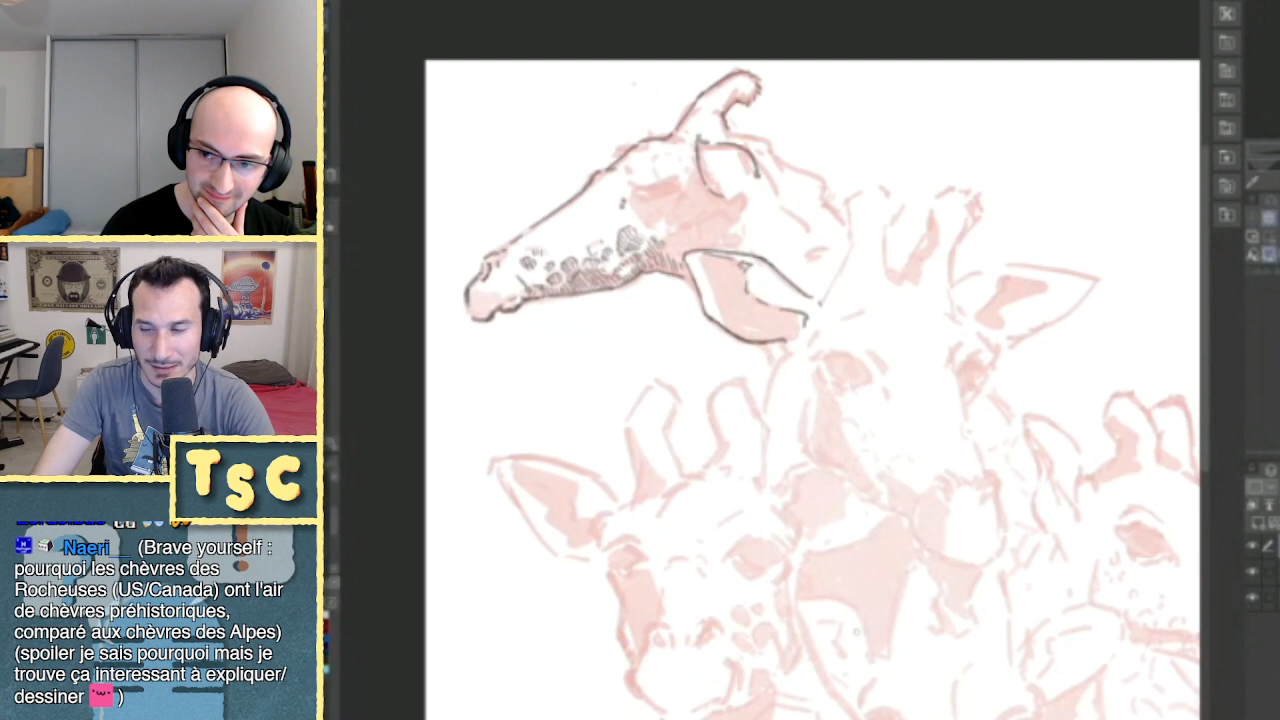 TSC
Naeri__ (Brave yourself :
pourquoi les chèvres des
Rocheuses (US/Canada) ont l'air
de chèvres préhistoriques,
comparé aux chèvres des Alpes)
(spoiler je sais pourquoi mais je
trouve ça interessant à expliquer/
dessiner )